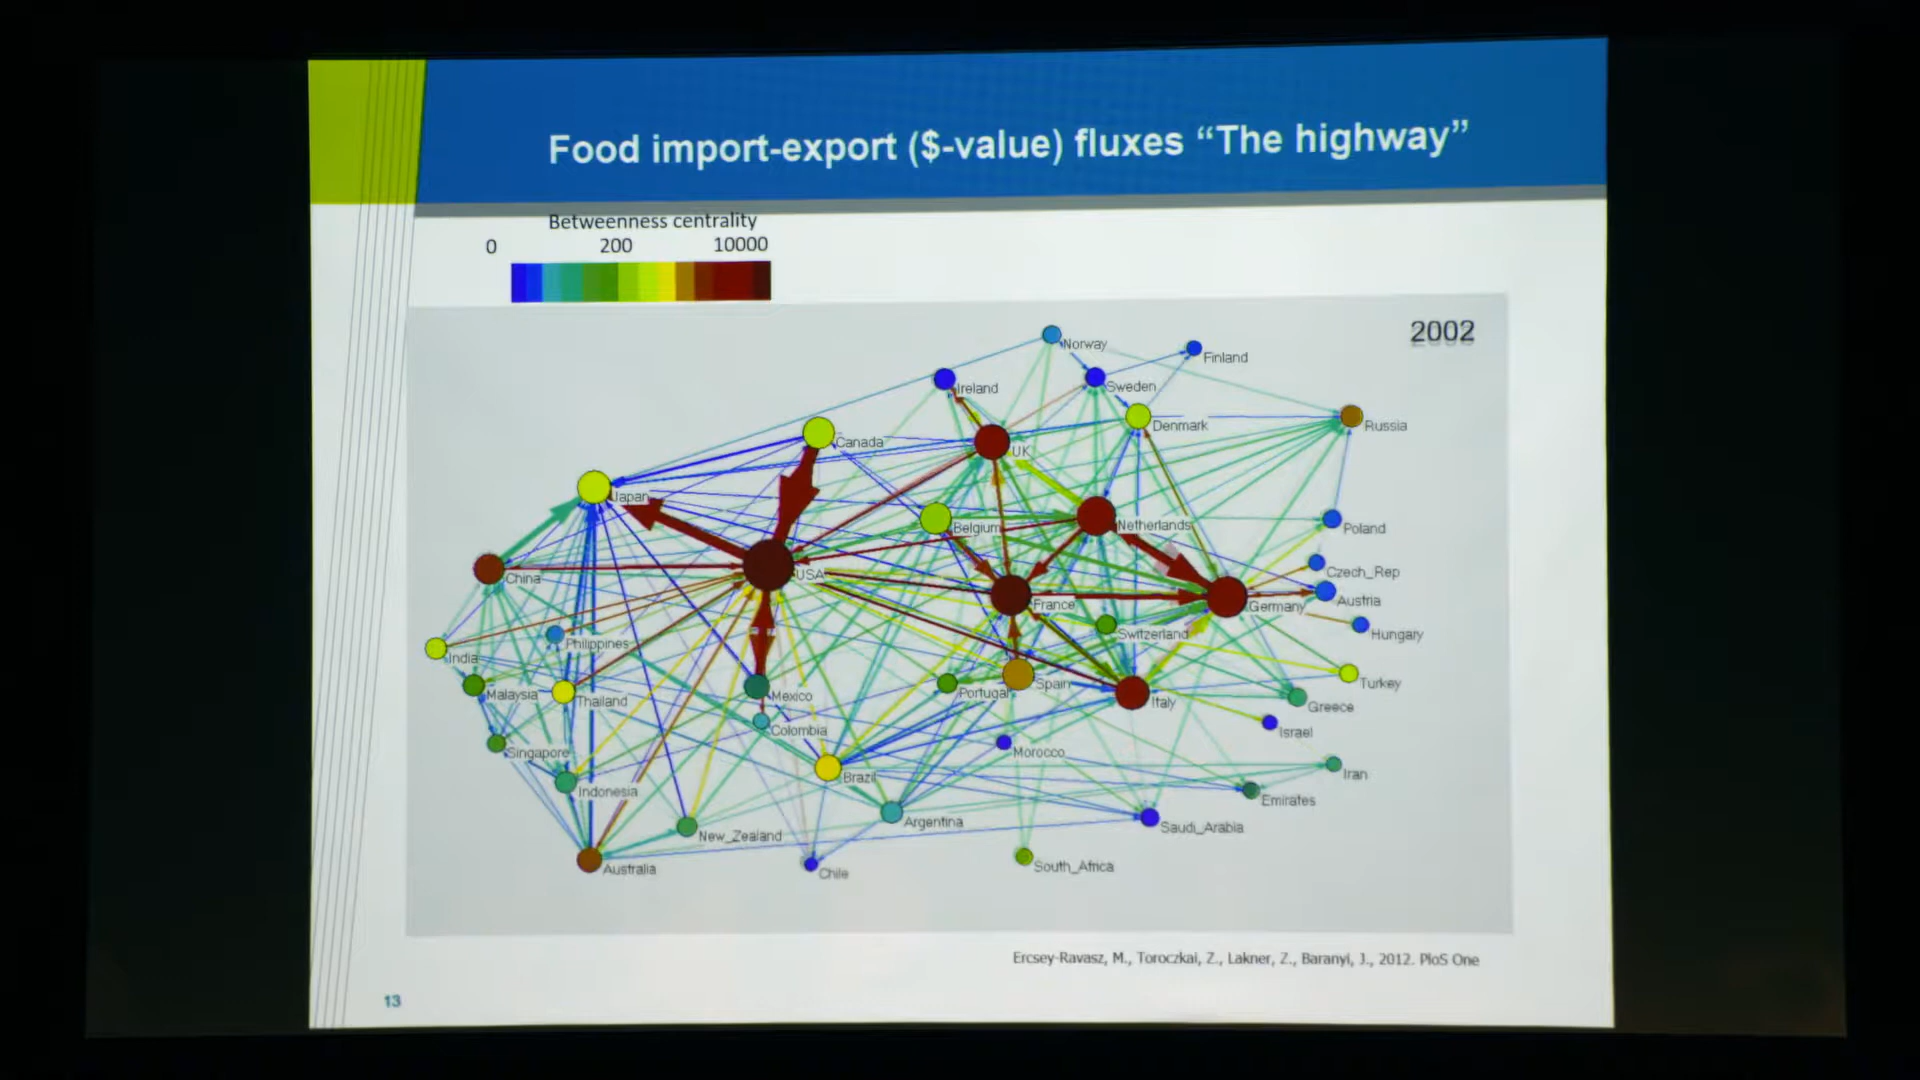 Food import-export ($-value) fluxes “The highway”
Betweenness centrality
0 200 10000
2002
Norway
Finland
Ireland
Sweden
Denmark
Russia
Canada
UK
Japan
Belgium
Netherlands
Poland
USA
China
Czech_Rep
France
Germany
Austria
Switzerland
Hungary
Philippines
India
Malaysia
Thailand
Mexico
Portugal
Spain
Italy
Turkey
Greece
Colombia
Israel
Singapore
Morocco
Brazil
Iran
Indonesia
Emirates
Argentina
Saudi_Arabia
New_Zealand
Australia
Chile
South_Africa
Ercsey-Ravasz, M., Toroczkai, Z., Lakner, Z., Baranyi, J., 2012. PloS One
13